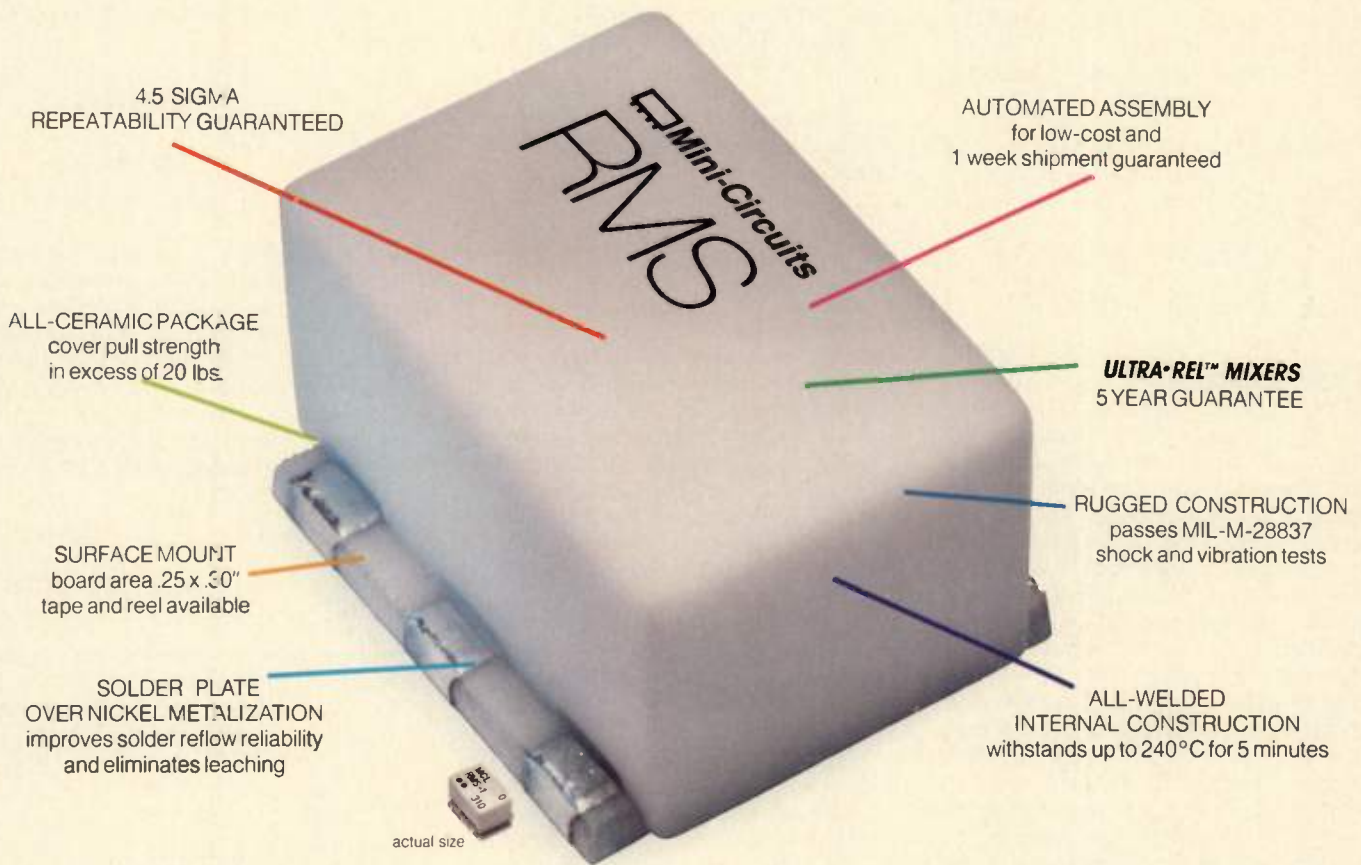 4.5 SIGMA
REPEATABILITY GUARANTEED
AUTOMATED ASSEMBLY
for low-cost and
1 week shipment guaranteed
Mini-Circuits
RMS
ALL-CERAMIC PACKAGE
cover pull strength
in excess of 20 lbs.
ULTRA•REL™ MIXERS
5 YEAR GUARANTEE
RUGGED CONSTRUCTION
passes MIL-M-28837
shock and vibration tests
SURFACE MOUNT
board area .25 x .30"
tape and reel available
SOLDER PLATE
OVER NICKEL METALIZATION
improves solder reflow reliability
and eliminates leaching
ALL-WELDED
INTERNAL CONSTRUCTION
withstands up to 240°C for 5 minutes
MCL
RMS-1
310 0
actual size